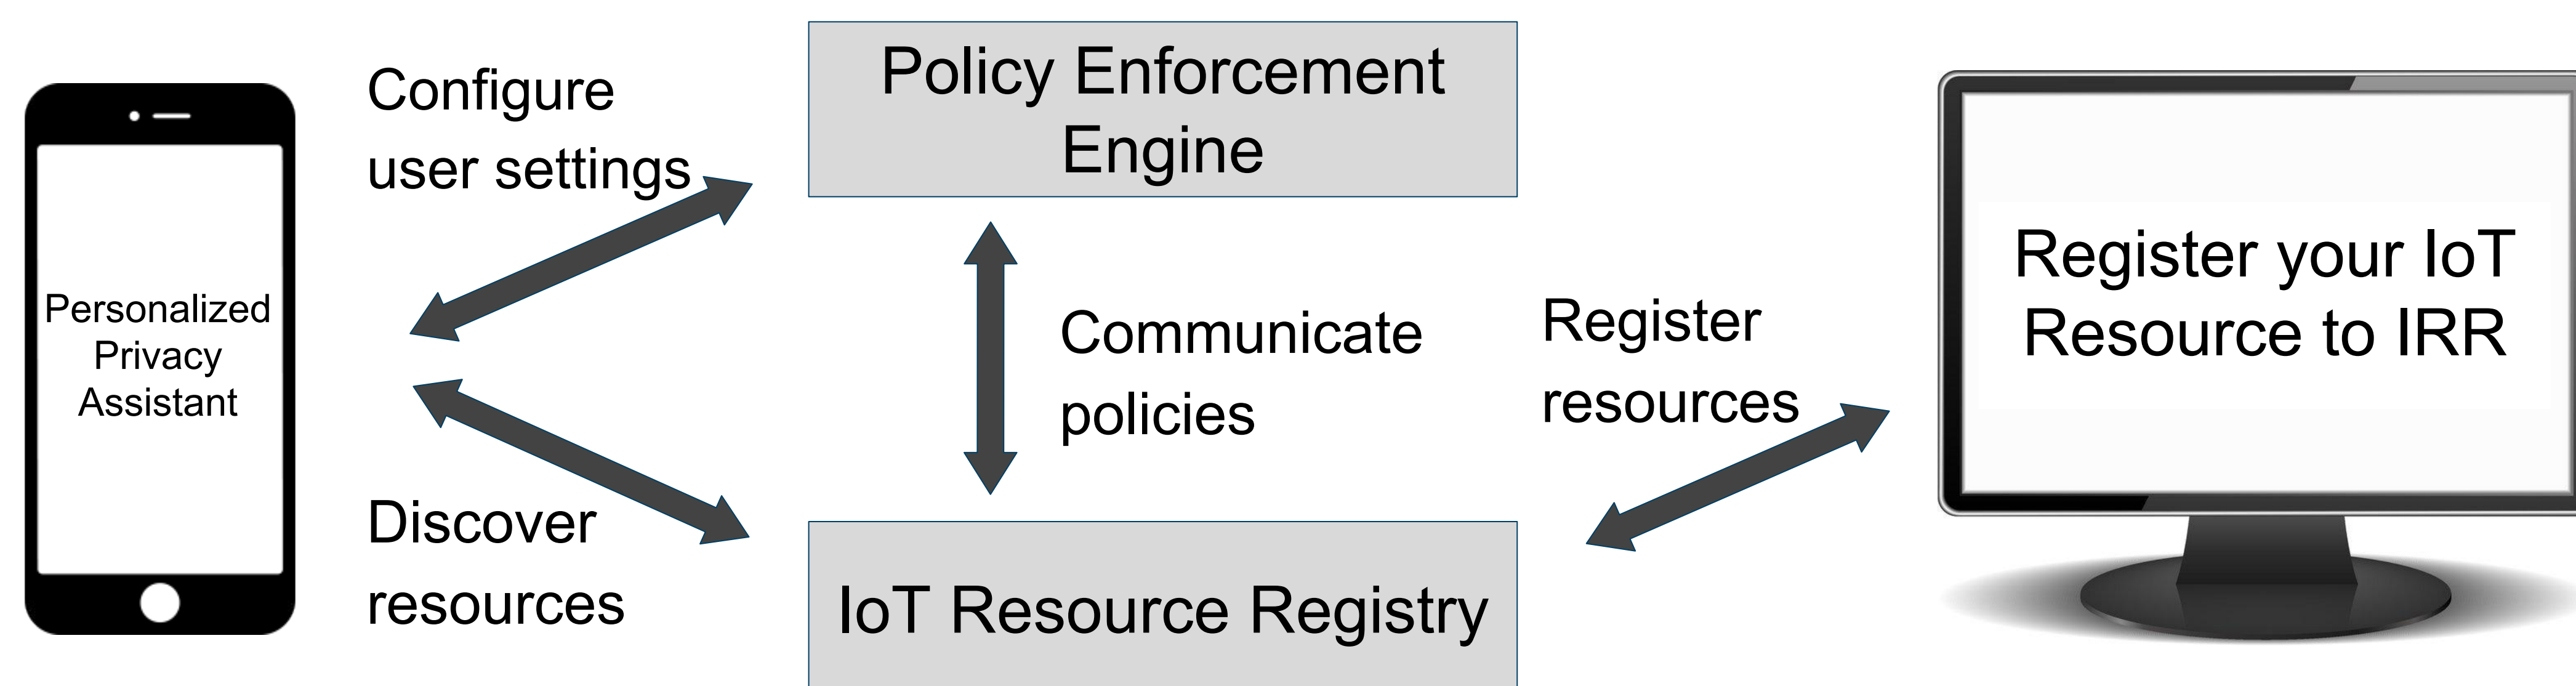 Personalized
Privacy
Assistant
Configure
user settings
Discover
resources
Policy Enforcement
Engine
Communicate
policies
IoT Resource Registry
Register
resources
Register your IoT
Resource to IRR